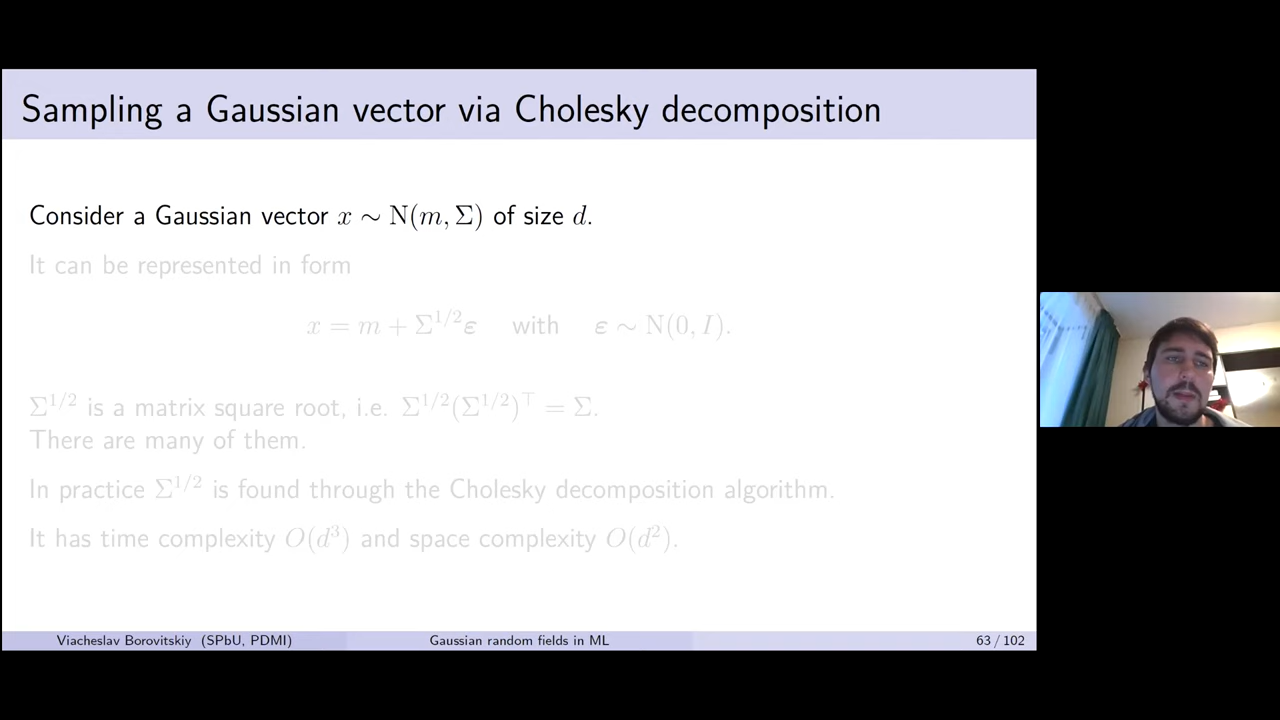 Sampling a Gaussian vector via Cholesky decomposition
Consider a Gaussian vector x ∼ N(m, Σ) of size d.
It can be represented in form
x = m + Σ^{1/2}ε with ε ∼ N(0, I).
Σ^{1/2} is a matrix square root, i.e. Σ^{1/2}(Σ^{1/2})^⊤ = Σ.
There are many of them.
In practice Σ^{1/2} is found through the Cholesky decomposition algorithm.
It has time complexity O(d^3) and space complexity O(d^2).
Viacheslav Borovitskiy (SPbU, PDMI) Gaussian random fields in ML 63 / 102